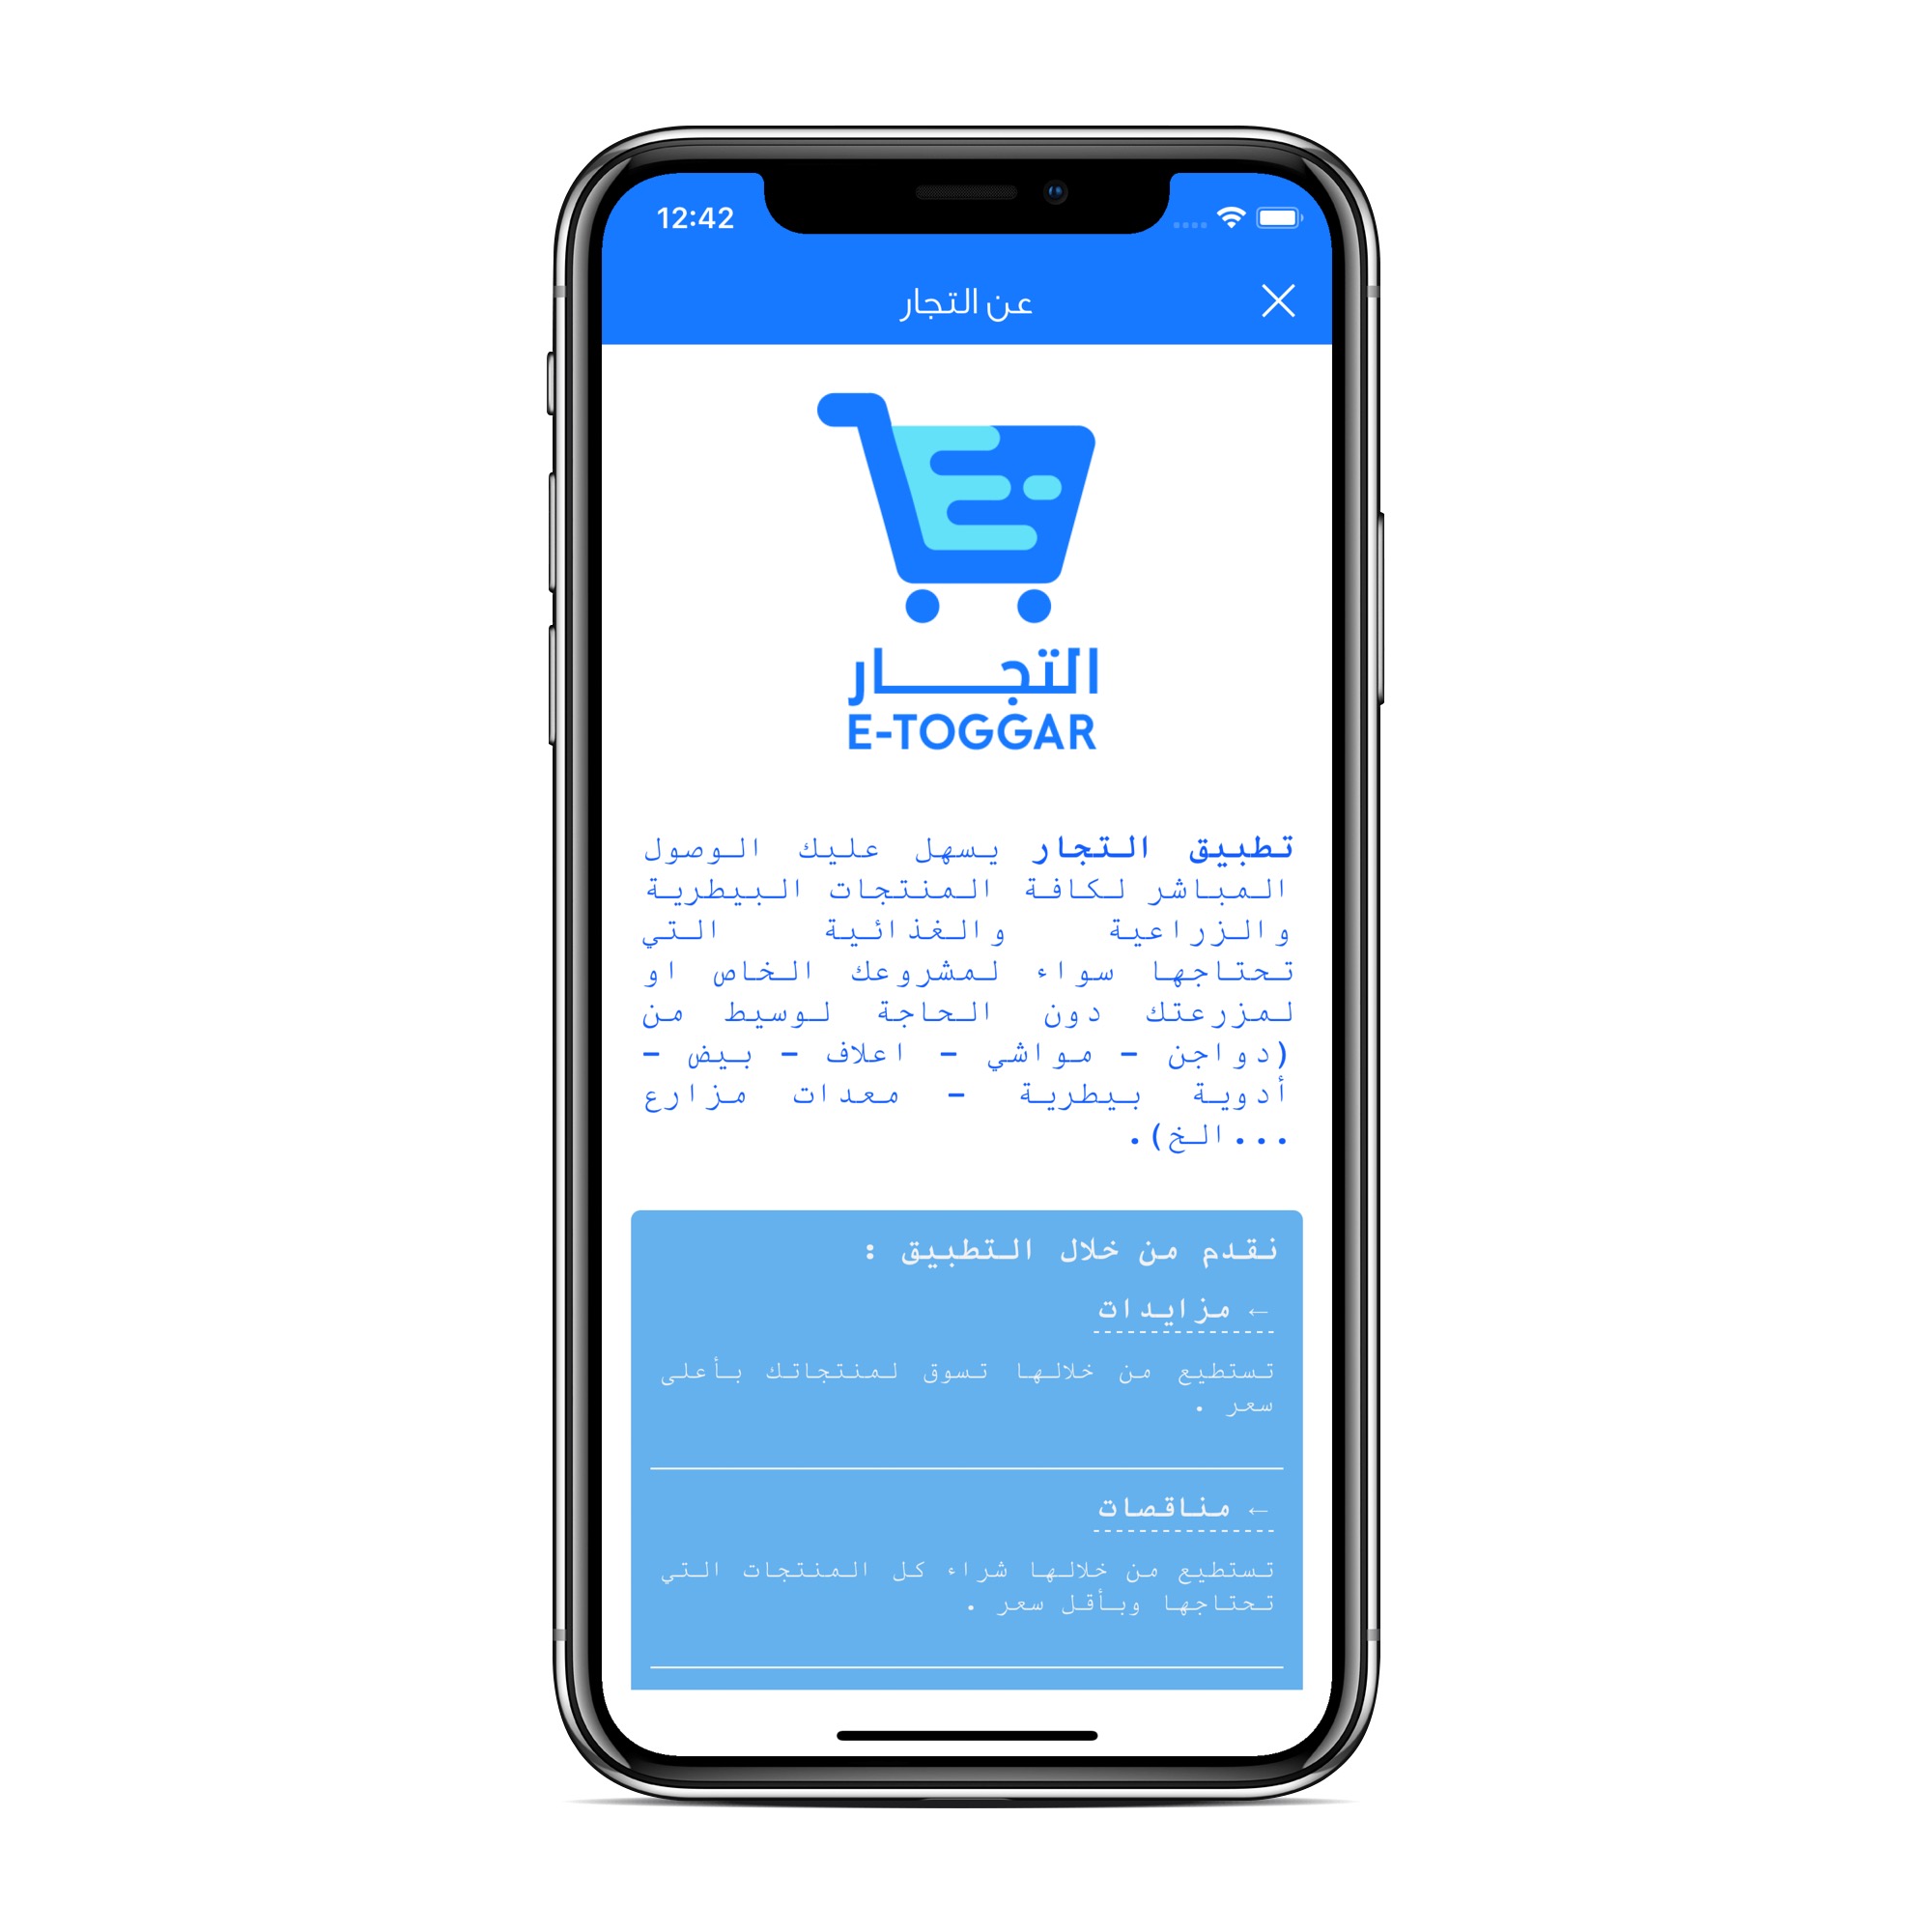 12:42
عن التجار
التجـــار
E-TOGGAR
تطبيق التجار يسهل عليك الوصول
المباشر لكافة المنتجات البيطرية
والزراعية والغذائية التي
تحتاجها سواء لمشروعك الخاص او
لمزرعتك دون الحاجة لوسيط من
(دواجن - مواشي - اعلاف - بيض -
أدوية بيطرية - معدات مزارع
...الخ).
نقدم من خلال التطبيق :
← مزايدات
تستطيع من خلالها تسوق لمنتجاتك بأعلى
سعر .
← مناقصات
تستطيع من خلالها شراء كل المنتجات التي
تحتاجها وبأقل سعر .